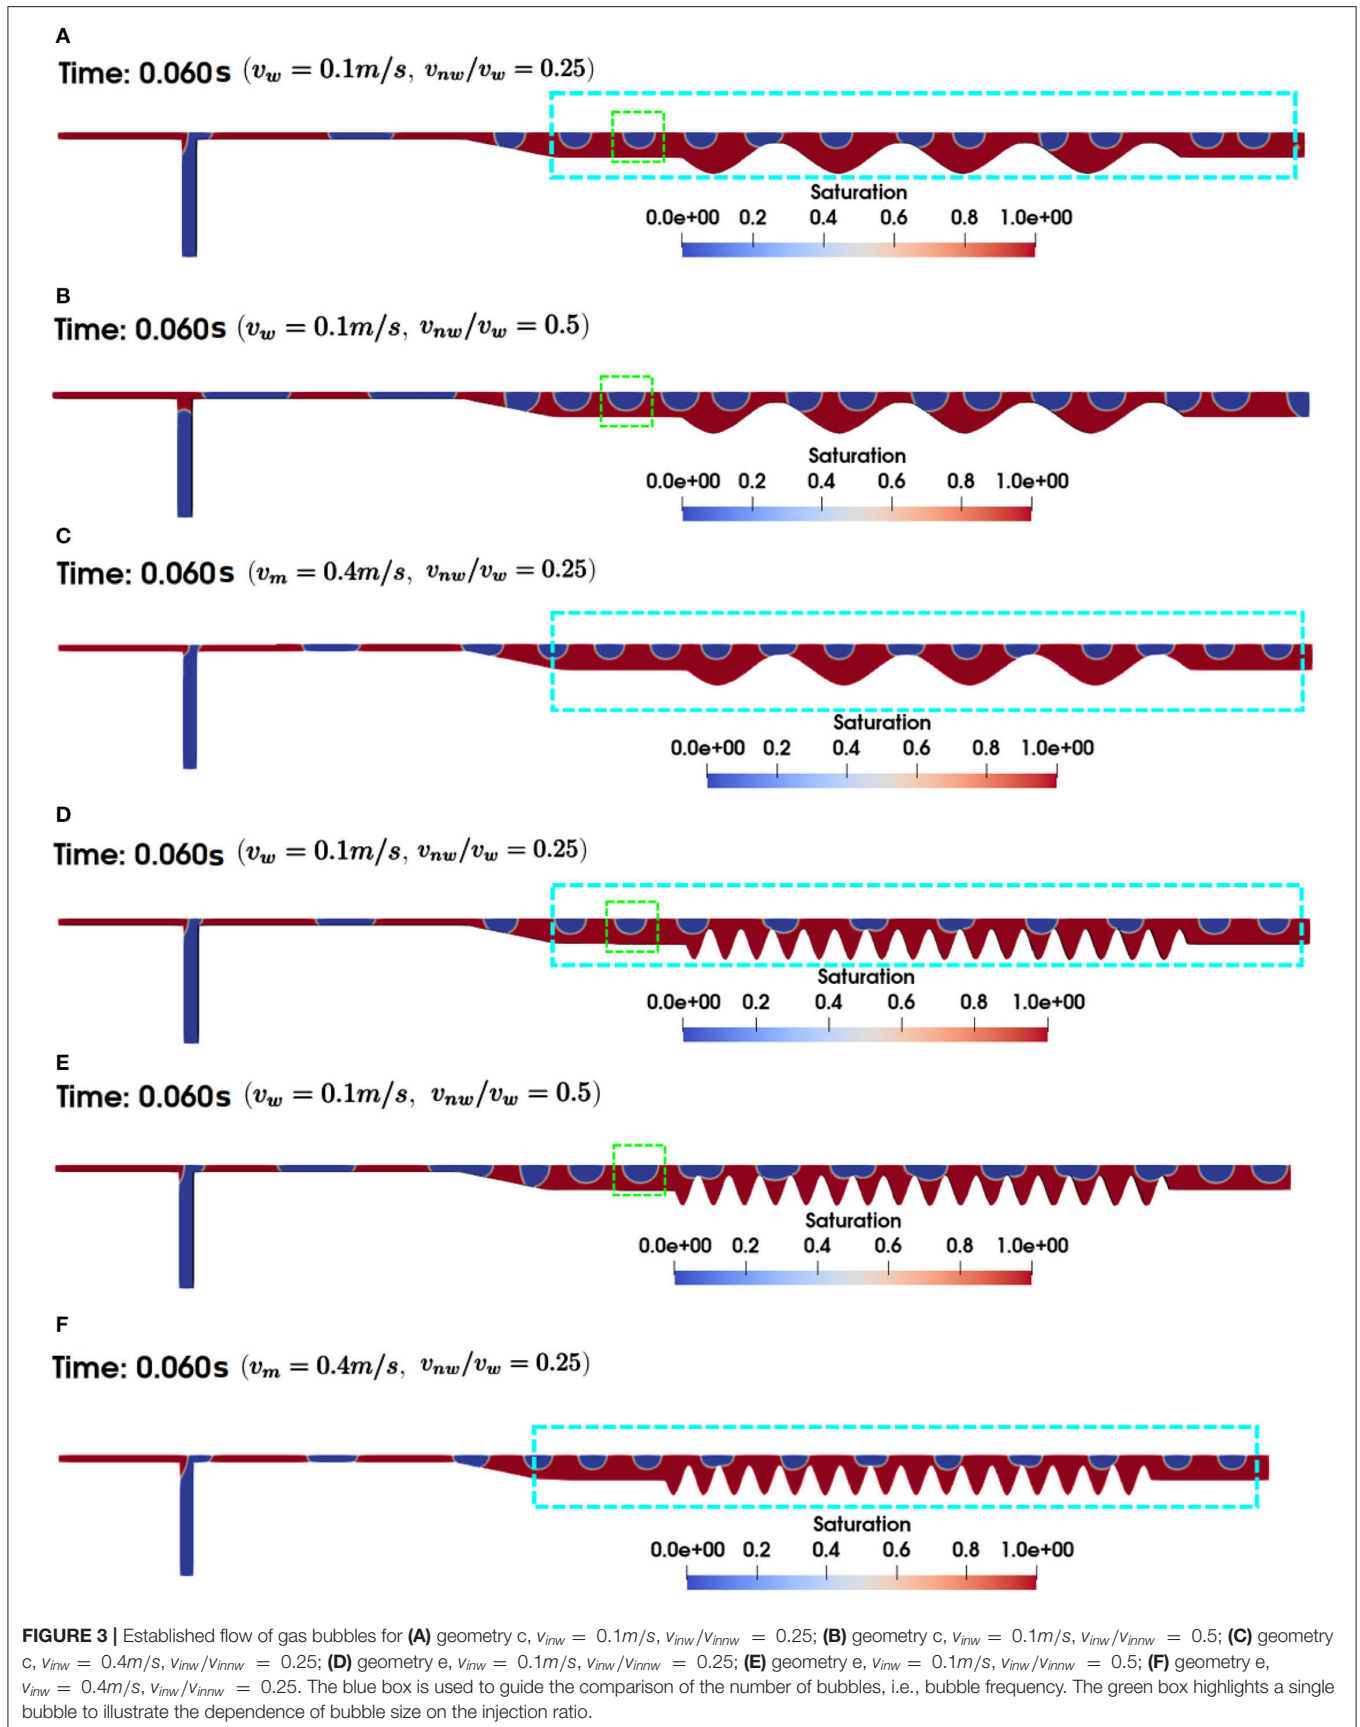 A
Time: 0.060s (v_w = 0.1m/s, v_nw/v_w = 0.25)
Saturation
0.0e+00 0.2 0.4 0.6 0.8 1.0e+00
B
Time: 0.060s (v_w = 0.1m/s, v_nw/v_w = 0.5)
Saturation
0.0e+00 0.2 0.4 0.6 0.8 1.0e+00
C
Time: 0.060s (v_m = 0.4m/s, v_nw/v_w = 0.25)
Saturation
0.0e+00 0.2 0.4 0.6 0.8 1.0e+00
D
Time: 0.060s (v_w = 0.1m/s, v_nw/v_w = 0.25)
Saturation
0.0e+00 0.2 0.4 0.6 0.8 1.0e+00
E
Time: 0.060s (v_w = 0.1m/s, v_nw/v_w = 0.5)
Saturation
0.0e+00 0.2 0.4 0.6 0.8 1.0e+00
F
Time: 0.060s (v_m = 0.4m/s, v_nw/v_w = 0.25)
Saturation
0.0e+00 0.2 0.4 0.6 0.8 1.0e+00
FIGURE 3 | Established flow of gas bubbles for (A) geometry c, v_inw = 0.1m/s, v_inw/v_innw = 0.25; (B) geometry c, v_inw = 0.1m/s, v_inw/v_innw = 0.5; (C) geometry
c, v_inw = 0.4m/s, v_inw/v_innw = 0.25; (D) geometry e, v_inw = 0.1m/s, v_inw/v_innw = 0.25; (E) geometry e, v_inw = 0.1m/s, v_inw/v_innw = 0.5; (F) geometry e,
v_inw = 0.4m/s, v_inw/v_innw = 0.25. The blue box is used to guide the comparison of the number of bubbles, i.e., bubble frequency. The green box highlights a single
bubble to illustrate the dependence of bubble size on the injection ratio.